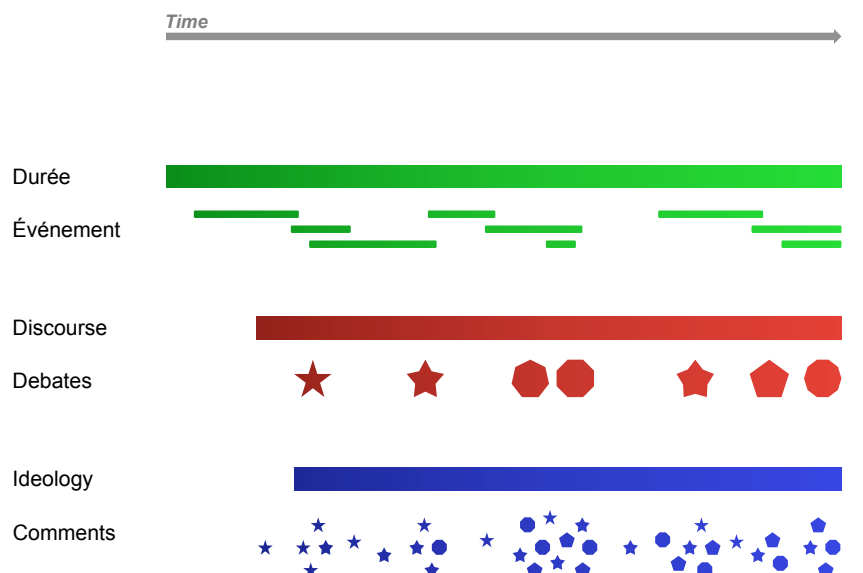 Time
Durée
Événement
Discourse
Debates
Ideology
Comments